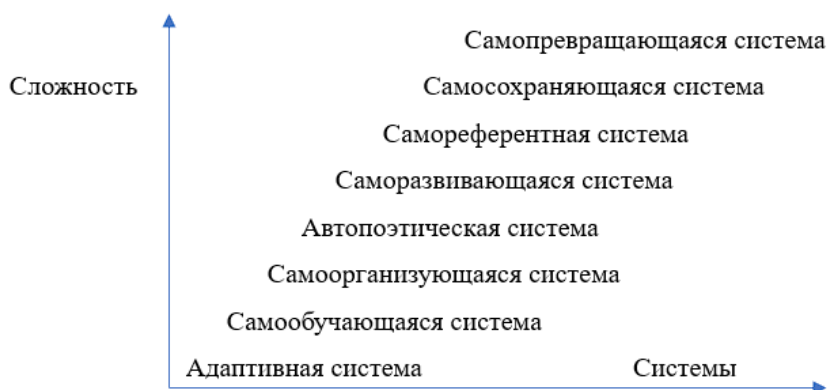 Самопревращающаяся система
Сложность
Самосохраняющаяся система
Самореферентная система
Саморазвивающаяся система
Автопоэтическая система
Самоорганизующаяся система
Самообучающаяся система
Адаптивная система
Системы